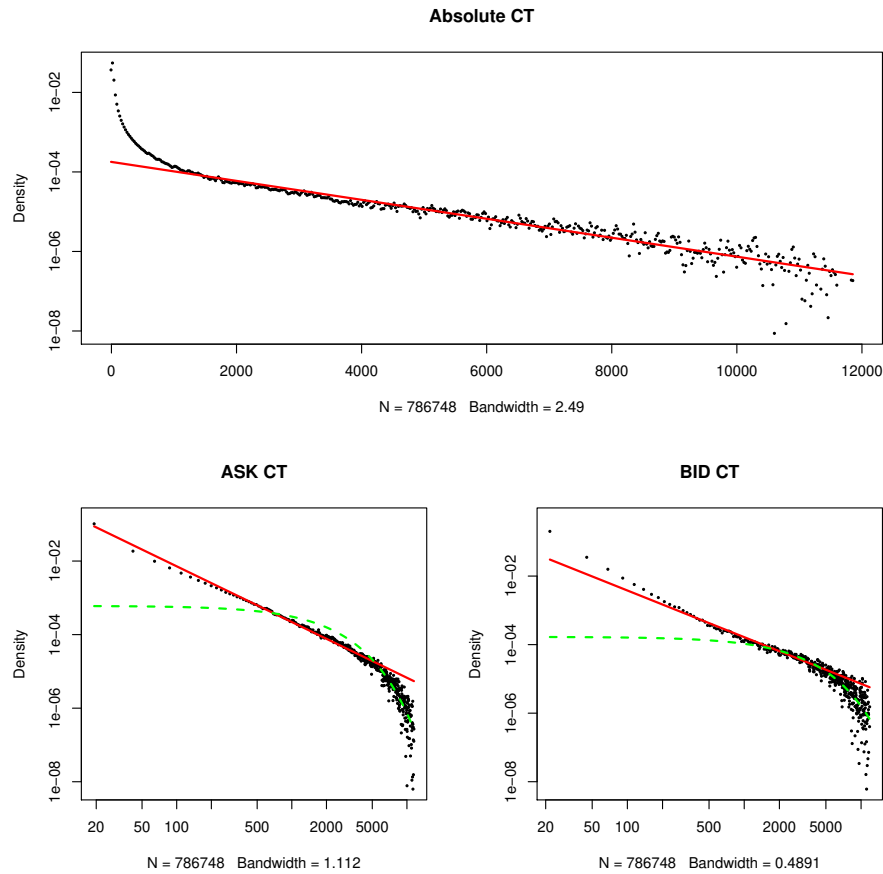 Absolute CT
Density
1e-08 1e-06 1e-04 1e-02
0 2000 4000 6000 8000 10000 12000
N = 786748 Bandwidth = 2.49
ASK CT
Density
1e-08 1e-06 1e-04 1e-02
20 50 100 500 2000 5000
N = 786748 Bandwidth = 1.112
BID CT
Density
1e-08 1e-06 1e-04 1e-02
20 50 100 500 2000 5000
N = 786748 Bandwidth = 0.4891